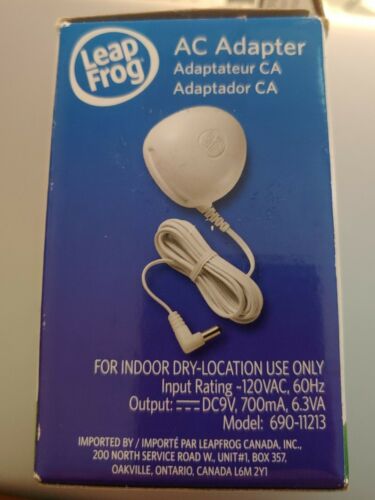 Leap
Frog
AC Adapter
Adaptateur CA
Adaptador CA
FOR INDOOR DRY-LOCATION USE ONLY
Input Rating ~120VAC, 60Hz
Output: ⎓DC9V, 700mA, 6.3VA
Model: 690-11213
IMPORTED BY / IMPORTÉ PAR LEAPFROG CANADA, INC.,
200 NORTH SERVICE ROAD W., UNIT#1, BOX 357,
OAKVILLE, ONTARIO, CANADA L6M 2Y1